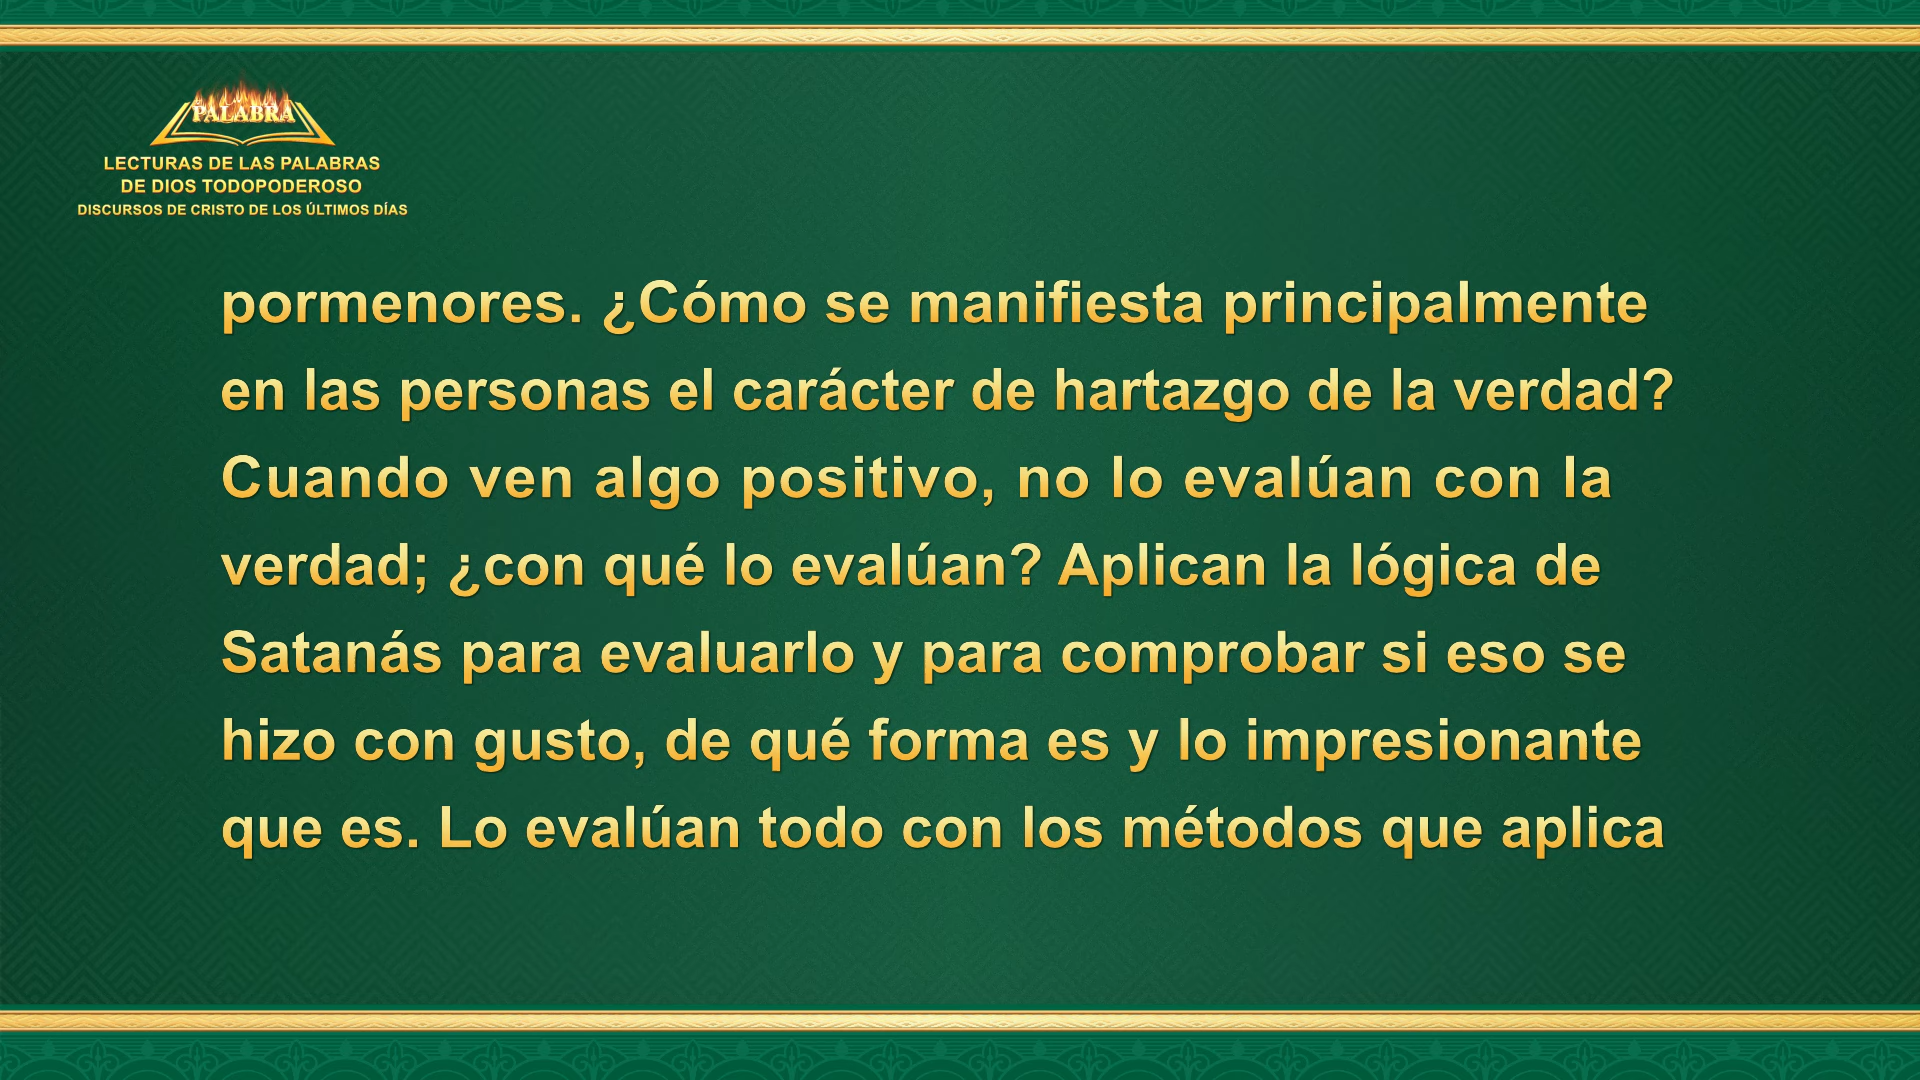 PALABRA
LECTURAS DE LAS PALABRAS
DE DIOS TODOPODEROSO
DISCURSOS DE CRISTO DE LOS ÚLTIMOS DÍAS
pormenores. ¿Cómo se manifiesta principalmente
en las personas el carácter de hartazgo de la verdad?
Cuando ven algo positivo, no lo evalúan con la
verdad; ¿con qué lo evalúan? Aplican la lógica de
Satanás para evaluarlo y para comprobar si eso se
hizo con gusto, de qué forma es y lo impresionante
que es. Lo evalúan todo con los métodos que aplica